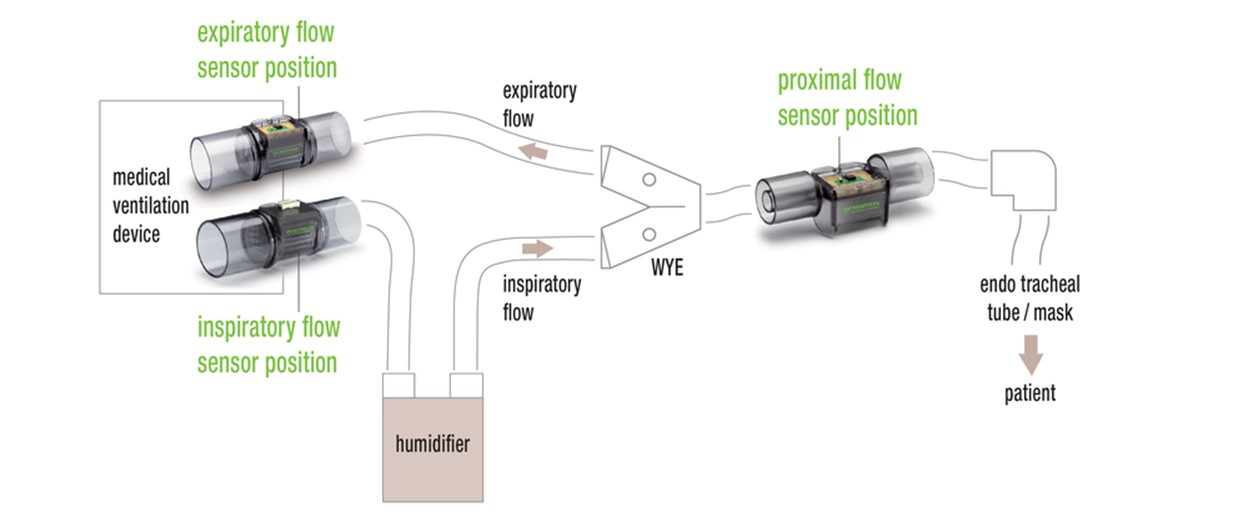 expiratory flow
sensor position
expiratory
flow
proximal flow
sensor position
medical
ventilation
device
WYE
inspiratory
flow
endo tracheal
tube / mask
inspiratory flow
sensor position
patient
humidifier